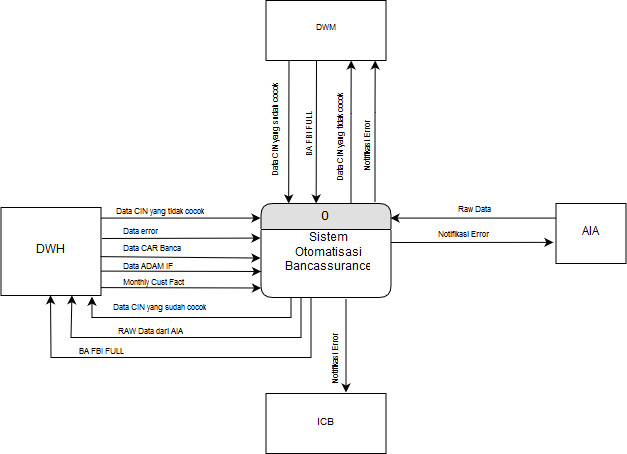 DWM
Data CIN yang sudah cocok
BA FBI FULL
Data CIN yang tidak cocok
Notifikasi Error
0
Sistem
Otomatisasi
Bancassurance
DWH
Data CIN yang tidak cocok
Data error
Data CAR Banca
Data ADAM IF
Monthly Cust Fact
Data CIN yang sudah cocok
RAW Data dari AIA
BA FBI FULL
Raw Data
Notifikasi Error
AIA
Notifikasi Error
ICB